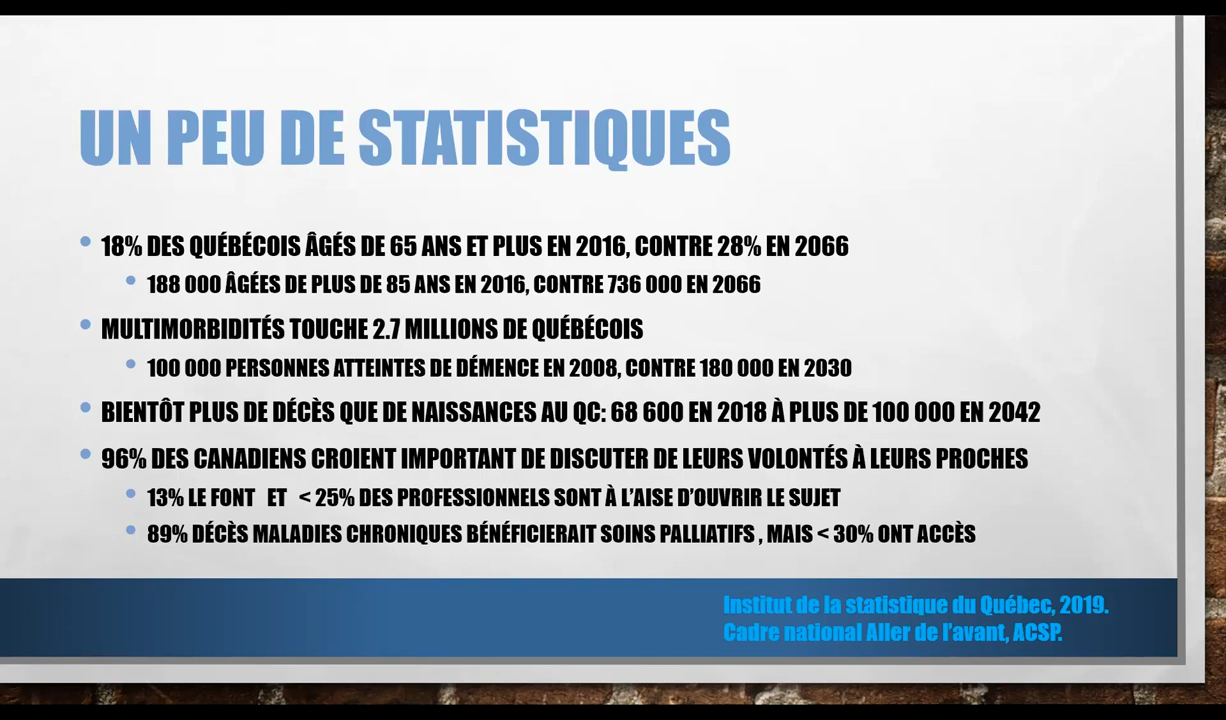 UN PEU DE STATISTIQUES
• 18% DES QUÉBÉCOIS ÂGÉS DE 65 ANS ET PLUS EN 2016, CONTRE 28% EN 2066
• 188 000 ÂGÉES DE PLUS DE 85 ANS EN 2016, CONTRE 736 000 EN 2066
• MULTIMORBIDITÉS TOUCHE 2.7 MILLIONS DE QUÉBÉCOIS
• 100 000 PERSONNES ATTEINTES DE DÉMENCE EN 2008, CONTRE 180 000 EN 2030
• BIENTÔT PLUS DE DÉCÈS QUE DE NAISSANCES AU QC: 68 600 EN 2018 À PLUS DE 100 000 EN 2042
• 96% DES CANADIENS CROIENT IMPORTANT DE DISCUTER DE LEURS VOLONTÉS À LEURS PROCHES
• 13% LE FONT ET < 25% DES PROFESSIONNELS SONT À L'AISE D'OUVRIR LE SUJET
• 89% DÉCÈS MALADIES CHRONIQUES BÉNÉFICIERAIT SOINS PALLIATIFS , MAIS < 30% ONT ACCÈS
Institut de la statistique du Québec, 2019.
Cadre national Aller de l'avant, ACSP.